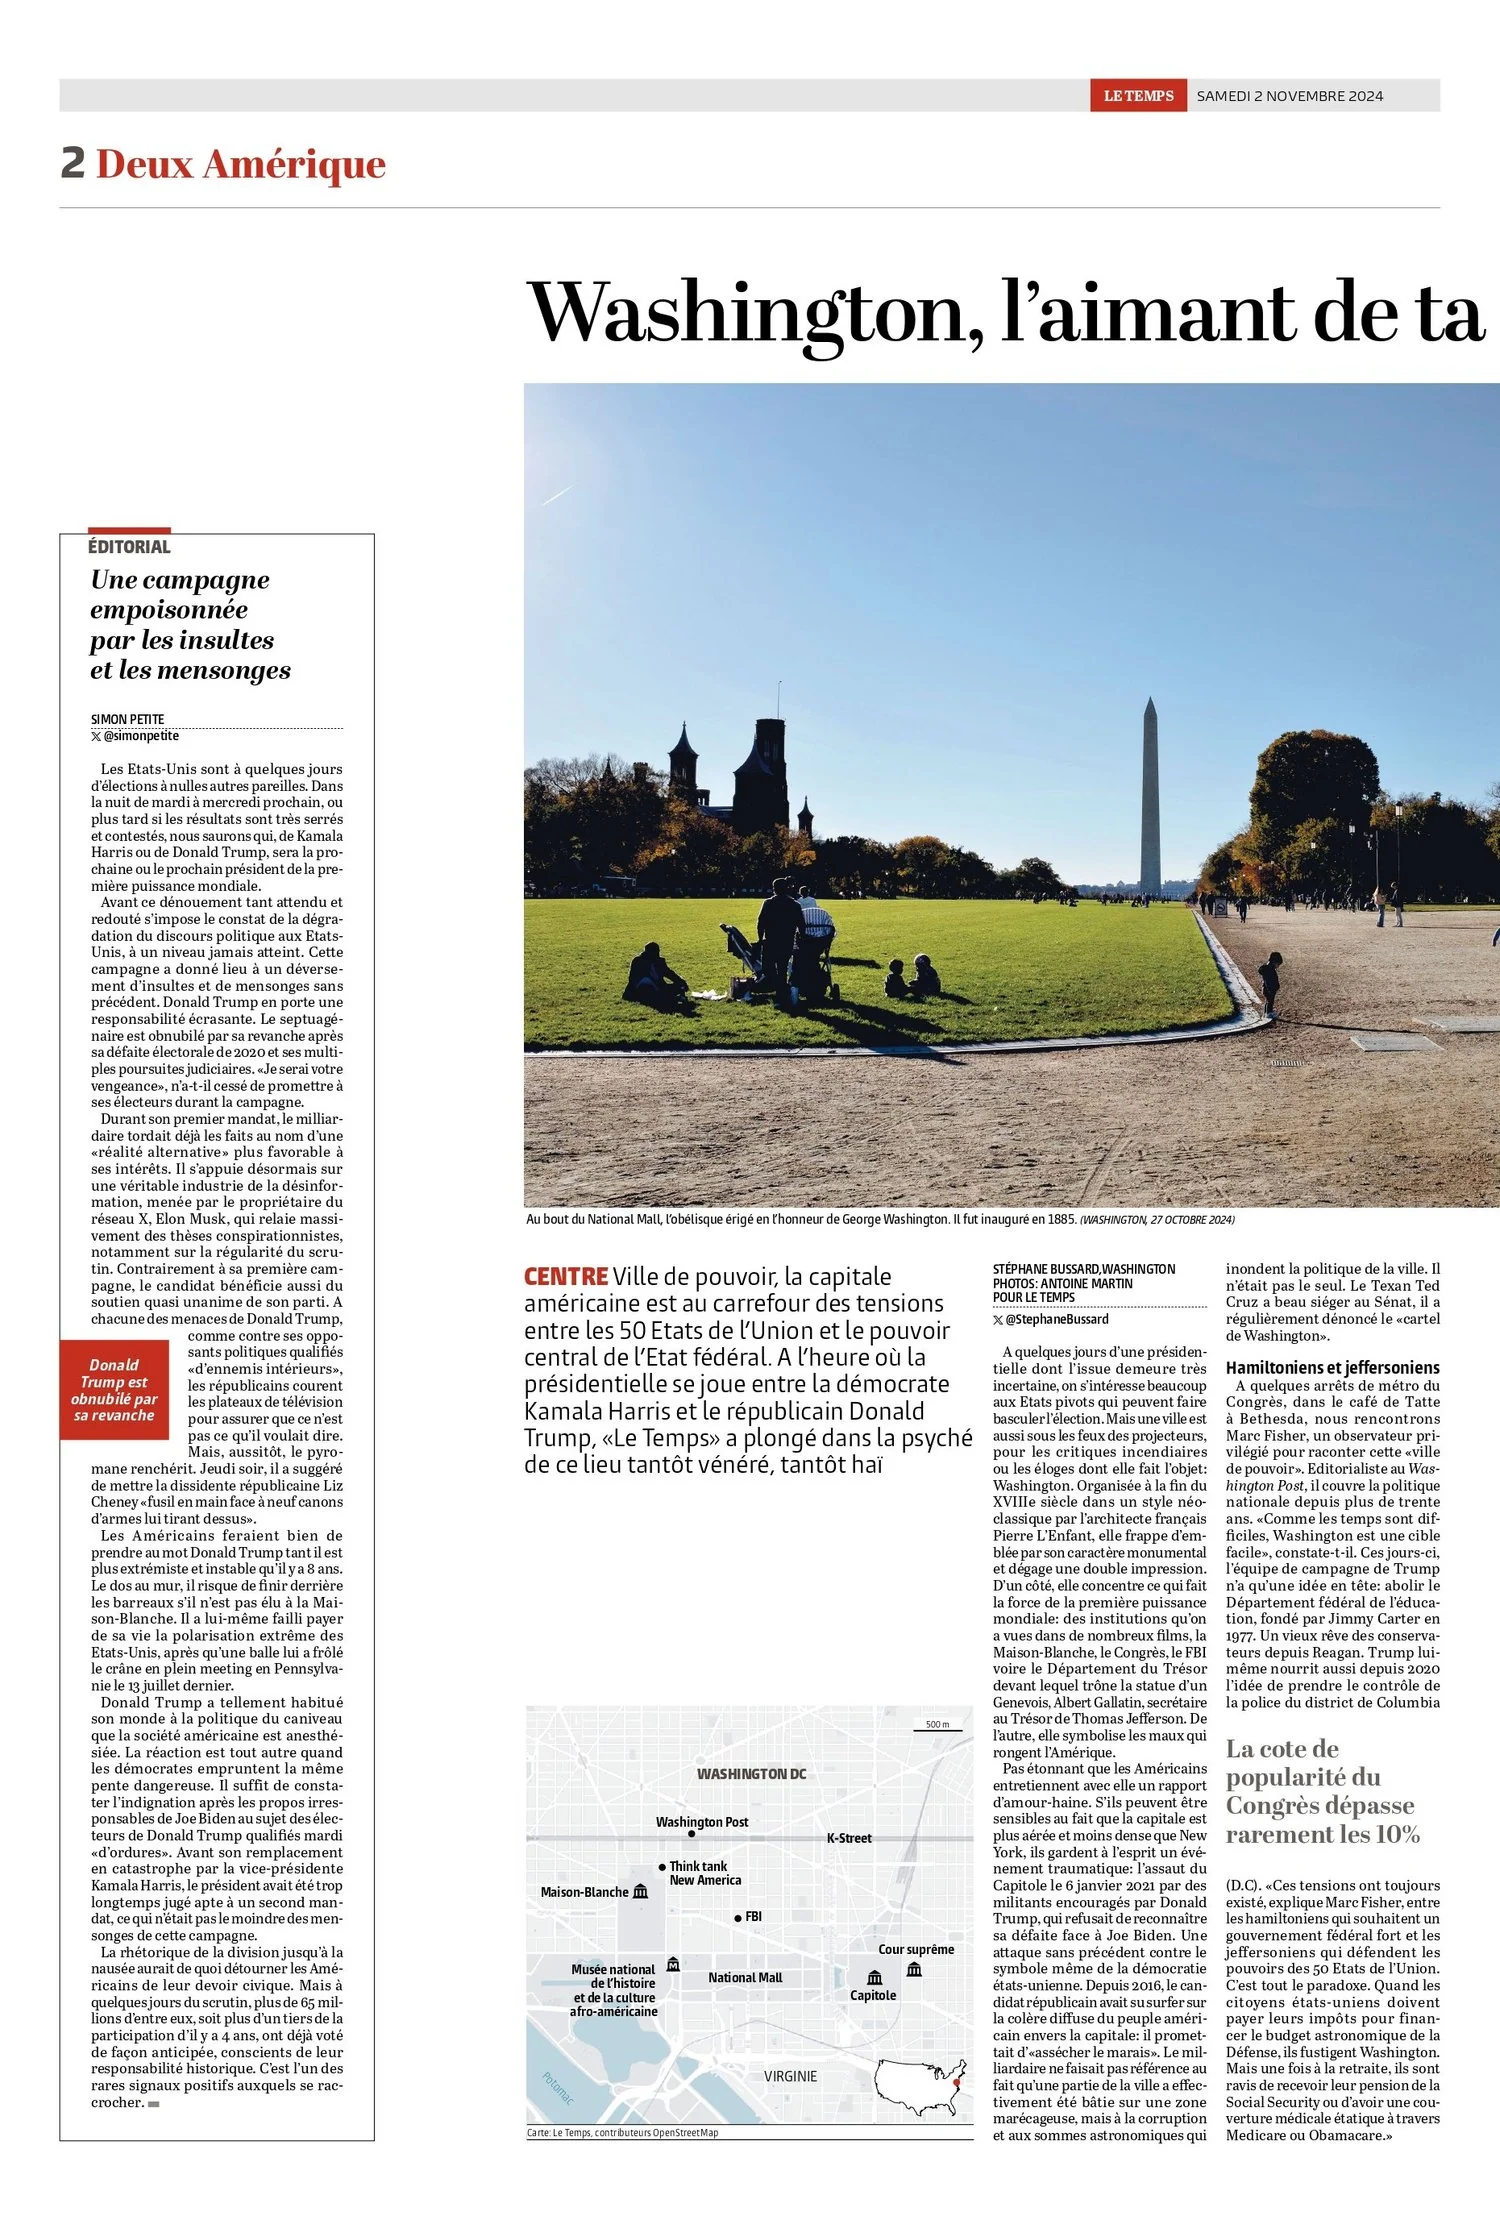 LE TEMPS SAMEDI 2 NOVEMBRE 2024
2 Deux Amérique
Washington, l’aimant de ta
ÉDITORIAL
Une campagne
empoisonnée
par les insultes
et les mensonges
SIMON PETITE
@simonpetite
Les Etats-Unis sont à quelques jours
d’élections à nulles autres pareilles. Dans
la nuit de mardi à mercredi prochain, ou
plus tard si les résultats sont très serrés
et contestés, nous saurons qui, de Kamala
Harris ou de Donald Trump, sera la pro-
chaine ou le prochain président de la pre-
mière puissance mondiale.
Avant ce dénouement tant attendu et
redouté s’impose le constat de la dégra-
dation du discours politique aux Etats-
Unis, à un niveau jamais atteint. Cette
campagne a donné lieu à un déverse-
ment d’insultes et de mensonges sans
précédent. Donald Trump en porte une
responsabilité écrasante. Le septuagé-
naire est obnubilé par sa revanche après
sa défaite électorale de 2020 et ses multi-
ples poursuites judiciaires. «Je serai votre
vengeance», n’a-t-il cessé de promettre à
ses électeurs durant la campagne.
Durant son premier mandat, le milliar-
daire tordait déjà les faits au nom d’une
«réalité alternative» plus favorable à
ses intérêts. Il s’appuie désormais sur
une véritable industrie de la désinfor-
mation, menée par le propriétaire du
réseau X, Elon Musk, qui relaie massi-
vement des thèses conspirationnistes,
notamment sur la régularité du scru-
tin. Contrairement à sa première cam-
pagne, le candidat bénéficie aussi du
soutien quasi unanime de son parti. A
chacune des menaces de Donald Trump,
comme contre ses oppo-
sants politiques qualifiés
«d’ennemis intérieurs»,
les républicains courent
les plateaux de télévision
pour assurer que ce n’est
pas ce qu’il voulait dire.
Mais, aussitôt, le pyro-
mane renchérit. Jeudi soir, il a suggéré
de mettre la dissidente républicaine Liz
Cheney «fusil en main face à neuf canons
d’armes lui tirant dessus».
Les Américains feraient bien de
prendre au mot Donald Trump tant il est
plus extrémiste et instable qu’il y a 8 ans.
Le dos au mur, il risque de finir derrière
les barreaux s’il n’est pas élu à la Mai-
son-Blanche. Il a lui-même failli payer
de sa vie la polarisation extrême des
Etats-Unis, après qu’une balle lui a frôlé
le crâne en plein meeting en Pennsylva-
nie le 13 juillet dernier.
Donald Trump a tellement habitué
son monde à la politique du caniveau
que la société américaine est anesthé-
siée. La réaction est tout autre quand
les démocrates empruntent la même
pente dangereuse. Il suffit de consta-
ter l’indignation après les propos irres-
ponsables de Joe Biden au sujet des élec-
teurs de Donald Trump qualifiés mardi
«d’ordures». Avant son remplacement
en catastrophe par la vice-présidente
Kamala Harris, le président avait été trop
longtemps jugé apte à un second man-
dat, ce qui n’était pas le moindre des men-
songes de cette campagne.
La rhétorique de la division jusqu’à la
nausée aurait de quoi détourner les Amé-
ricains de leur devoir civique. Mais à
quelques jours du scrutin, plus de 65 mil-
lions d’entre eux, soit plus d’un tiers de la
participation d’il y a 4 ans, ont déjà voté
de façon anticipée, conscients de leur
responsabilité historique. C’est l’un des
rares signaux positifs auxquels se rac-
crocher.
Donald
Trump est
obnubilé par
sa revanche
Au bout du National Mall, l’obélisque érigé en l’honneur de George Washington. Il fut inauguré en 1885. (WASHINGTON, 27 OCTOBRE 2024)
CENTRE Ville de pouvoir, la capitale
américaine est au carrefour des tensions
entre les 50 Etats de l’Union et le pouvoir
central de l’Etat fédéral. A l’heure où la
présidentielle se joue entre la démocrate
Kamala Harris et le républicain Donald
Trump, «Le Temps» a plongé dans la psyché
de ce lieu tantôt vénéré, tantôt haï
500 m
WASHINGTON DC
Washington Post
K-Street
Think tank
New America
Maison-Blanche
FBI
Cour suprême
Musée national
de l’histoire
et de la culture
afro-américaine
National Mall
Capitole
VIRGINIE
Potomac
Carte: Le Temps, contributeurs OpenStreetMap
STÉPHANE BUSSARD,WASHINGTON
PHOTOS: ANTOINE MARTIN
POUR LE TEMPS
@StephaneBussard
A quelques jours d’une présiden-
tielle dont l’issue demeure très
incertaine, on s’intéresse beaucoup
aux Etats pivots qui peuvent faire
basculer l’élection. Mais une ville est
aussi sous les feux des projecteurs,
pour les critiques incendiaires
ou les éloges dont elle fait l’objet:
Washington. Organisée à la fin du
XVIIIe siècle dans un style néo-
classique par l’architecte français
Pierre L’Enfant, elle frappe d’em-
blée par son caractère monumental
et dégage une double impression.
D’un côté, elle concentre ce qui fait
la force de la première puissance
mondiale: des institutions qu’on
a vues dans de nombreux films, la
Maison-Blanche, le Congrès, le FBI
voire le Département du Trésor
devant lequel trône la statue d’un
Genevois, Albert Gallatin, secrétaire
au Trésor de Thomas Jefferson. De
l’autre, elle symbolise les maux qui
rongent l’Amérique.
Pas étonnant que les Américains
entretiennent avec elle un rapport
d’amour-haine. S’ils peuvent être
sensibles au fait que la capitale est
plus aérée et moins dense que New
York, ils gardent à l’esprit un évé-
nement traumatique: l’assaut du
Capitole le 6 janvier 2021 par des
militants encouragés par Donald
Trump, qui refusait de reconnaître
sa défaite face à Joe Biden. Une
attaque sans précédent contre le
symbole même de la démocratie
états-unienne. Depuis 2016, le can-
didat républicain avait su surfer sur
la colère diffuse du peuple améri-
cain envers la capitale: il promet-
tait d’«assécher le marais». Le mil-
liardaire ne faisait pas référence au
fait qu’une partie de la ville a effec-
tivement été bâtie sur une zone
marécageuse, mais à la corruption
et aux sommes astronomiques qui
inondent la politique de la ville. Il
n’était pas le seul. Le Texan Ted
Cruz a beau siéger au Sénat, il a
régulièrement dénoncé le «cartel
de Washington».
Hamiltoniens et jeffersoniens
A quelques arrêts de métro du
Congrès, dans le café de Tatte
à Bethesda, nous rencontrons
Marc Fisher, un observateur pri-
vilégié pour raconter cette «ville
de pouvoir». Editorialiste au Was-
hington Post, il couvre la politique
nationale depuis plus de trente
ans. «Comme les temps sont dif-
ficiles, Washington est une cible
facile», constate-t-il. Ces jours-ci,
l’équipe de campagne de Trump
n’a qu’une idée en tête: abolir le
Département fédéral de l’éduca-
tion, fondé par Jimmy Carter en
1977. Un vieux rêve des conserva-
teurs depuis Reagan. Trump lui-
même nourrit aussi depuis 2020
l’idée de prendre le contrôle de
la police du district de Columbia
La cote de
popularité du
Congrès dépasse
rarement les 10%
(D.C). «Ces tensions ont toujours
existé, explique Marc Fisher, entre
les hamiltoniens qui souhaitent un
gouvernement fédéral fort et les
jeffersoniens qui défendent les
pouvoirs des 50 Etats de l’Union.
C’est tout le paradoxe. Quand les
citoyens états-uniens doivent
payer leurs impôts pour finan-
cer le budget astronomique de la
Défense, ils fustigent Washington.
Mais une fois à la retraite, ils sont
ravis de recevoir leur pension de la
Social Security ou d’avoir une cou-
verture médicale étatique à travers
Medicare ou Obamacare.»